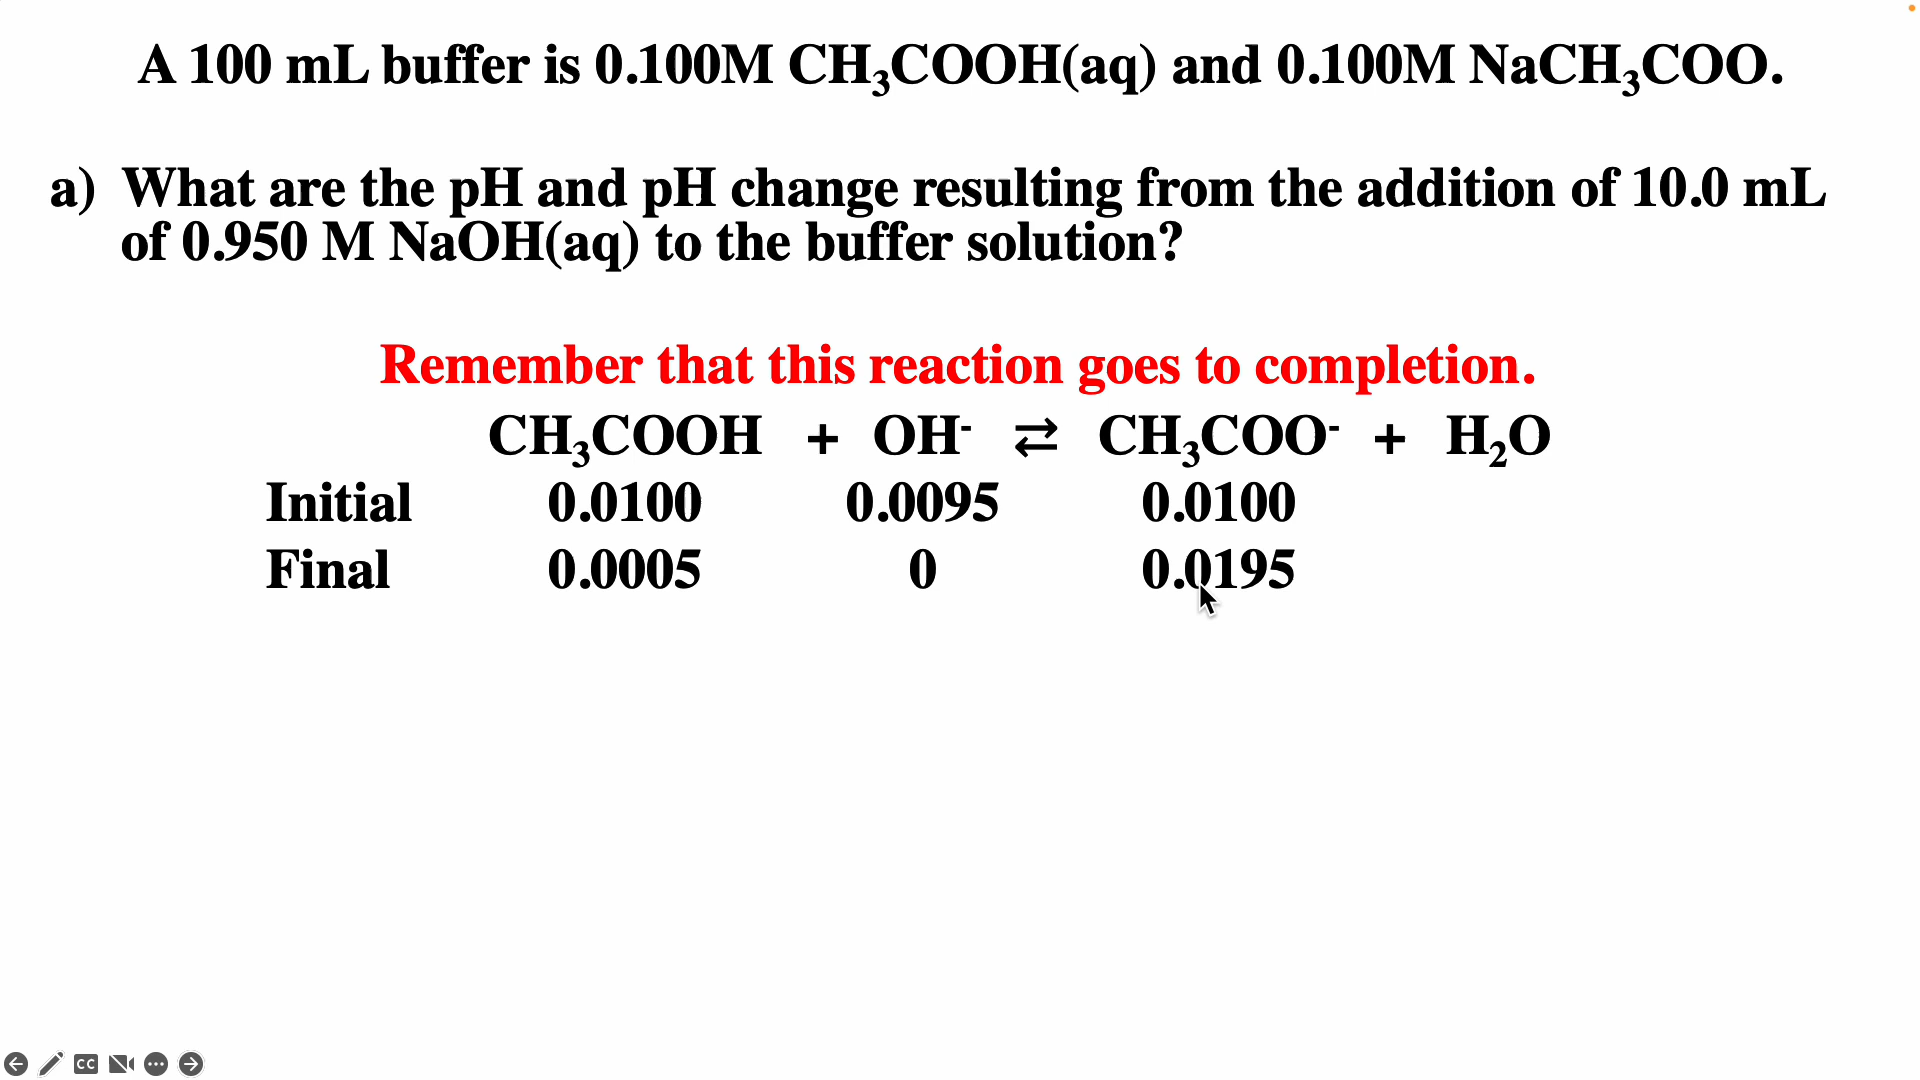 A 100 mL buffer is 0.100M CH₃COOH(aq) and 0.100M NaCH₃COO.
a) What are the pH and pH change resulting from the addition of 10.0 mL
of 0.950 M NaOH(aq) to the buffer solution?
Remember that this reaction goes to completion.
CH₃COOH + OH⁻ ⇄ CH₃COO⁻ + H₂O
Initial 0.0100 0.0095 0.0100
Final 0.0005 0 0.0195
CC